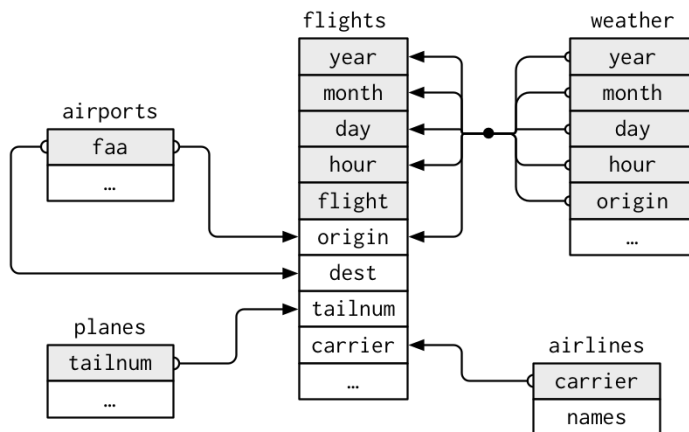 flights
year
month
day
hour
flight
origin
dest
tailnum
carrier
…
weather
year
month
day
hour
origin
…
airports
faa
…
planes
tailnum
…
airlines
carrier
names